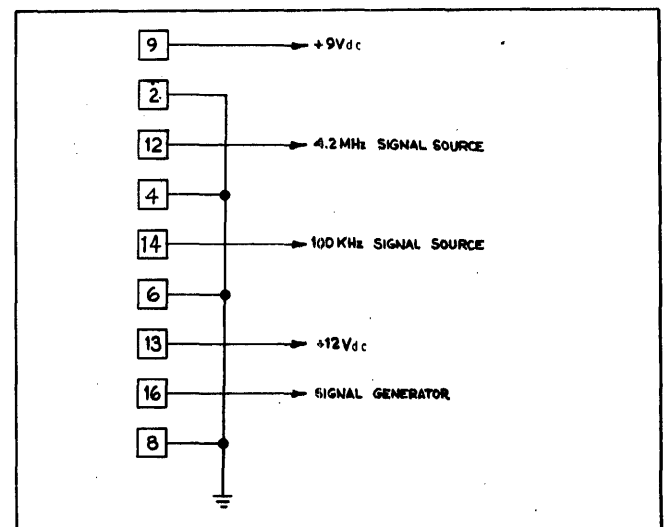 9 +9Vdc
2
12 4.2MHz SIGNAL SOURCE
4
14 100KHz SIGNAL SOURCE
6
13 +12Vdc
16 SIGNAL GENERATOR
8